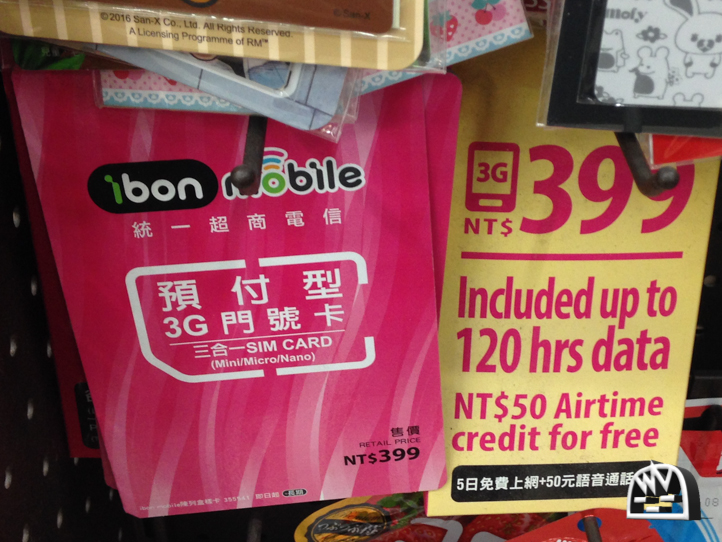 ©2016 San-X Co., Ltd. All Rights Reserved.
A Licensing Programme of RM™
©San-X
ibon mobile
統一超商電信
預付型
3G門號卡
三合一SIM CARD
(Mini/Micro/Nano)
售價
RETAIL PRICE
NT$399
3G
NT$399
Included up to
120 hrs data
NT$50 Airtime
credit for free
5日免費上網+50元語音通話